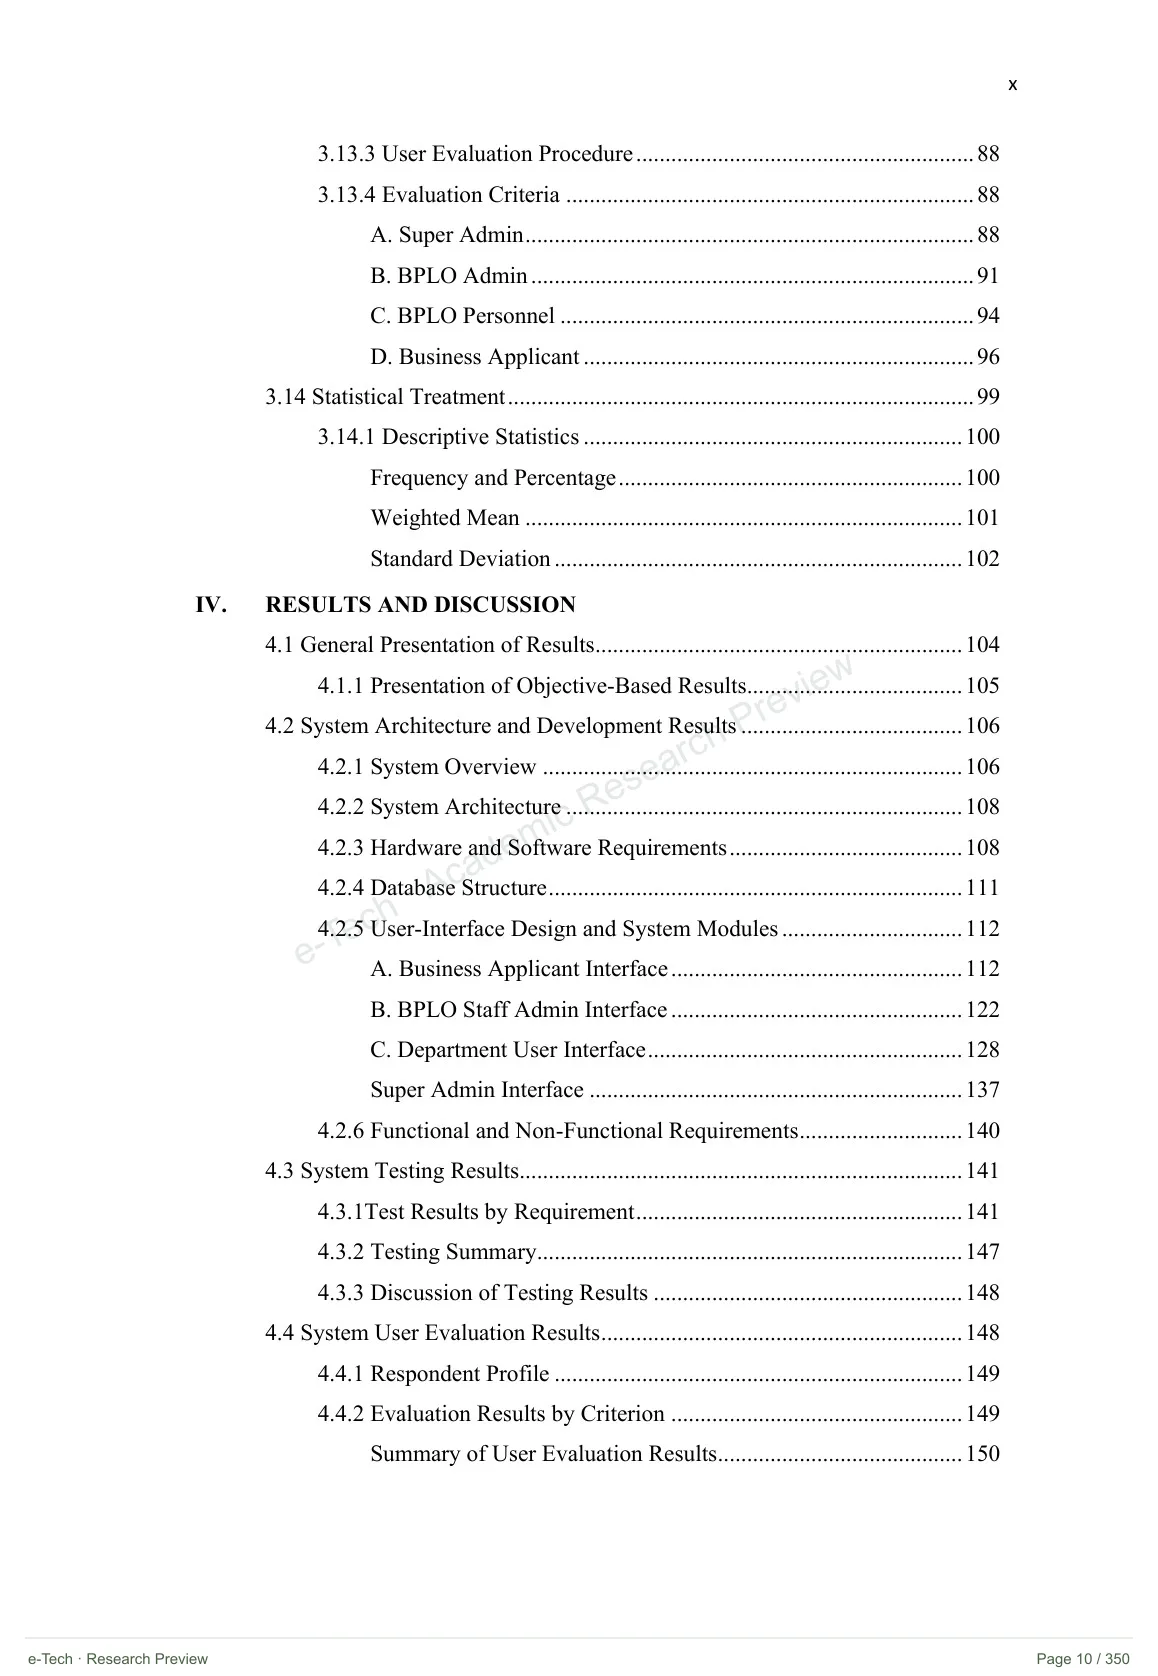 x
3.13.3 User Evaluation Procedure .......... 88
3.13.4 Evaluation Criteria .......... 88
A. Super Admin .......... 88
B. BPLO Admin .......... 91
C. BPLO Personnel .......... 94
D. Business Applicant .......... 96
3.14 Statistical Treatment .......... 99
3.14.1 Descriptive Statistics .......... 100
Frequency and Percentage .......... 100
Weighted Mean .......... 101
Standard Deviation .......... 102
IV. RESULTS AND DISCUSSION
4.1 General Presentation of Results .......... 104
4.1.1 Presentation of Objective-Based Results .......... 105
4.2 System Architecture and Development Results .......... 106
4.2.1 System Overview .......... 106
4.2.2 System Architecture .......... 108
4.2.3 Hardware and Software Requirements .......... 108
4.2.4 Database Structure .......... 111
4.2.5 User-Interface Design and System Modules .......... 112
A. Business Applicant Interface .......... 112
B. BPLO Staff Admin Interface .......... 122
C. Department User Interface .......... 128
Super Admin Interface .......... 137
4.2.6 Functional and Non-Functional Requirements .......... 140
4.3 System Testing Results .......... 141
4.3.1Test Results by Requirement .......... 141
4.3.2 Testing Summary .......... 147
4.3.3 Discussion of Testing Results .......... 148
4.4 System User Evaluation Results .......... 148
4.4.1 Respondent Profile .......... 149
4.4.2 Evaluation Results by Criterion .......... 149
Summary of User Evaluation Results .......... 150
e-Tech · Academic Research Preview
e-Tech · Research Preview
Page 10 / 350